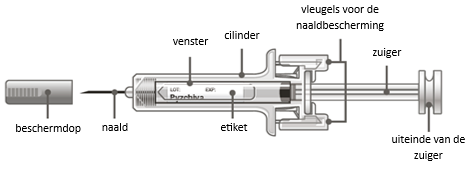 vleugels voor de
naaldbescherming
cilinder
venster
zuiger
LOT: EXP:
Pyzchiva
beschermdop
naald
etiket
uiteinde van de
zuiger